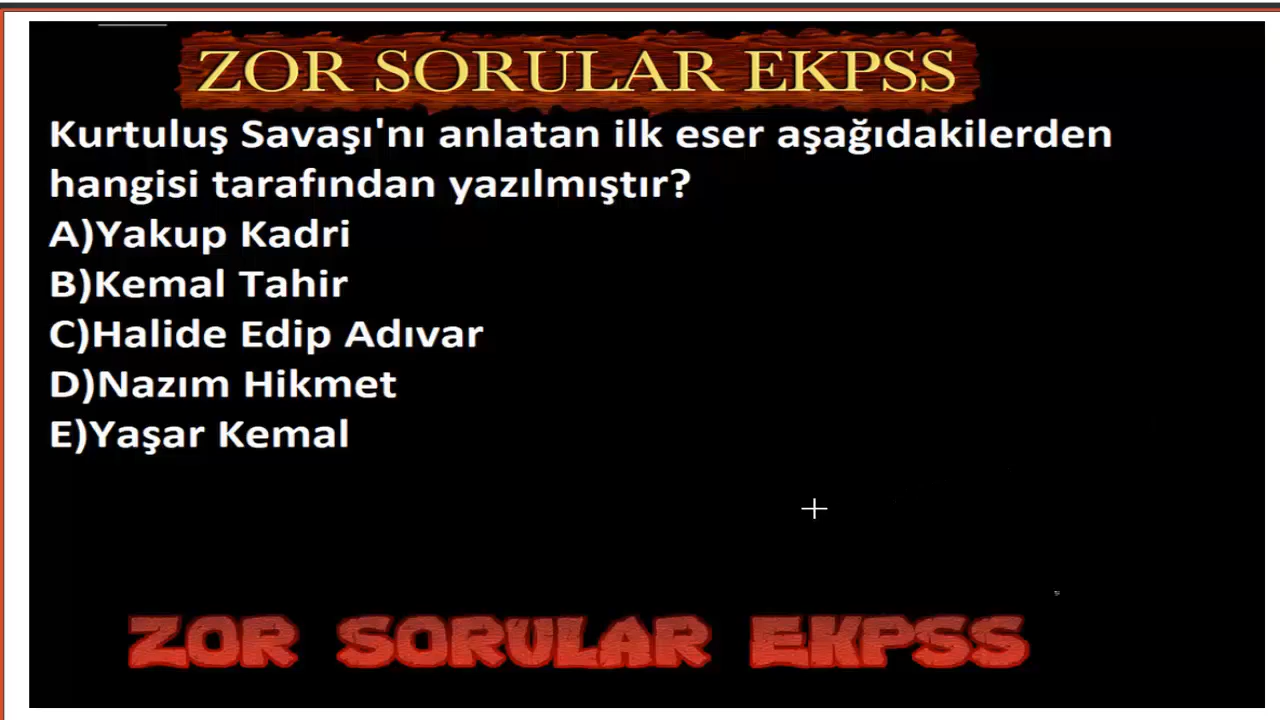 ZOR SORULAR EKPSS
Kurtuluş Savaşı'nı anlatan ilk eser aşağıdakilerden
hangisi tarafından yazılmıştır?
A)Yakup Kadri
B)Kemal Tahir
C)Halide Edip Adıvar
D)Nazım Hikmet
E)Yaşar Kemal
ZOR SORULAR EKPSS